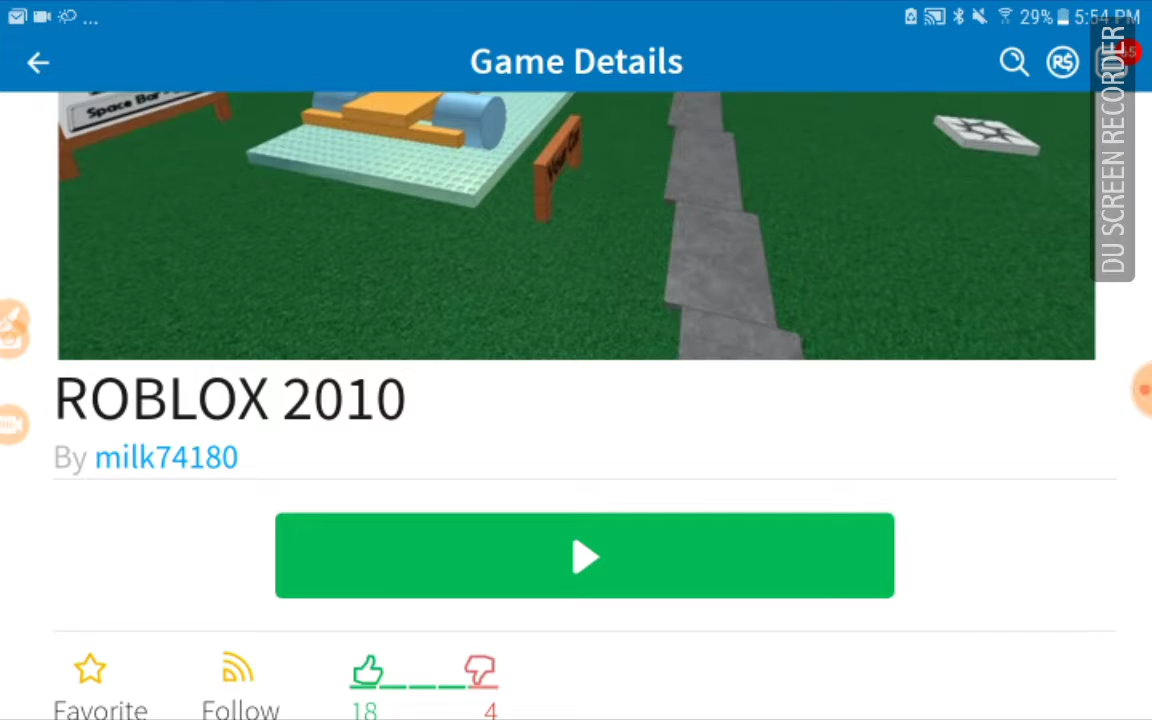 ... 29% 5:54 PM
Game Details
R$
DU SCREEN RECORDER
Space Bar
ROBLOX 2010
By milk74180
Favorite
Follow
18
4